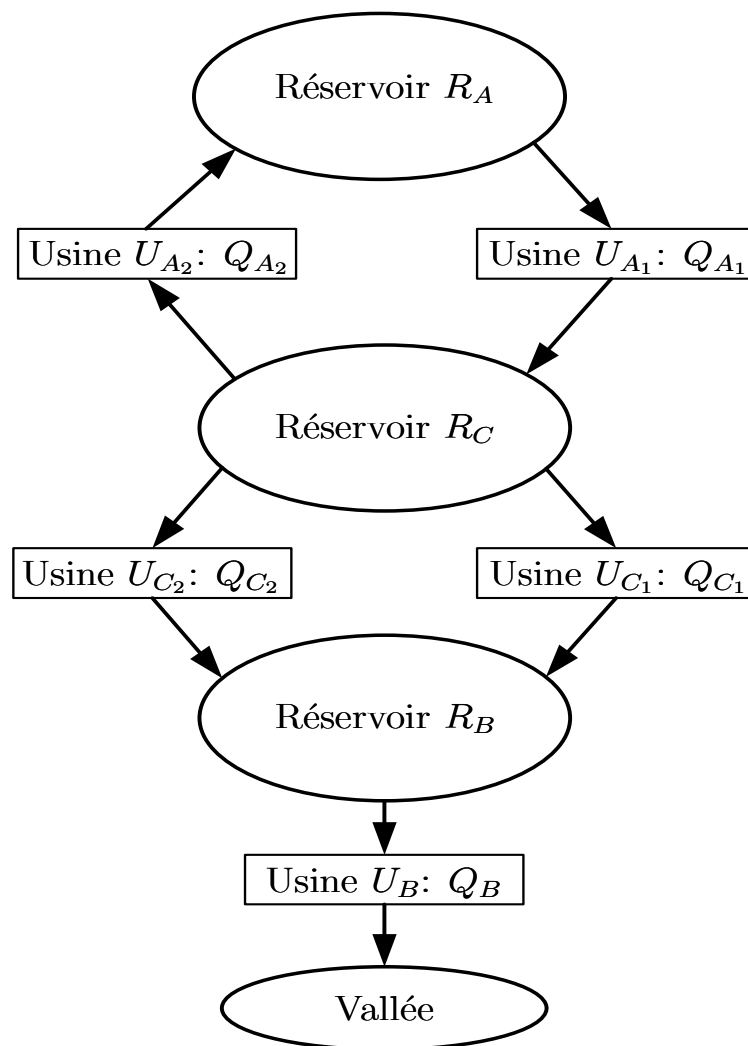 Réservoir R_A
Usine U_{A_2}: Q_{A_2}
Usine U_{A_1}: Q_{A_1}
Réservoir R_C
Usine U_{C_2}: Q_{C_2}
Usine U_{C_1}: Q_{C_1}
Réservoir R_B
Usine U_B: Q_B
Vallée